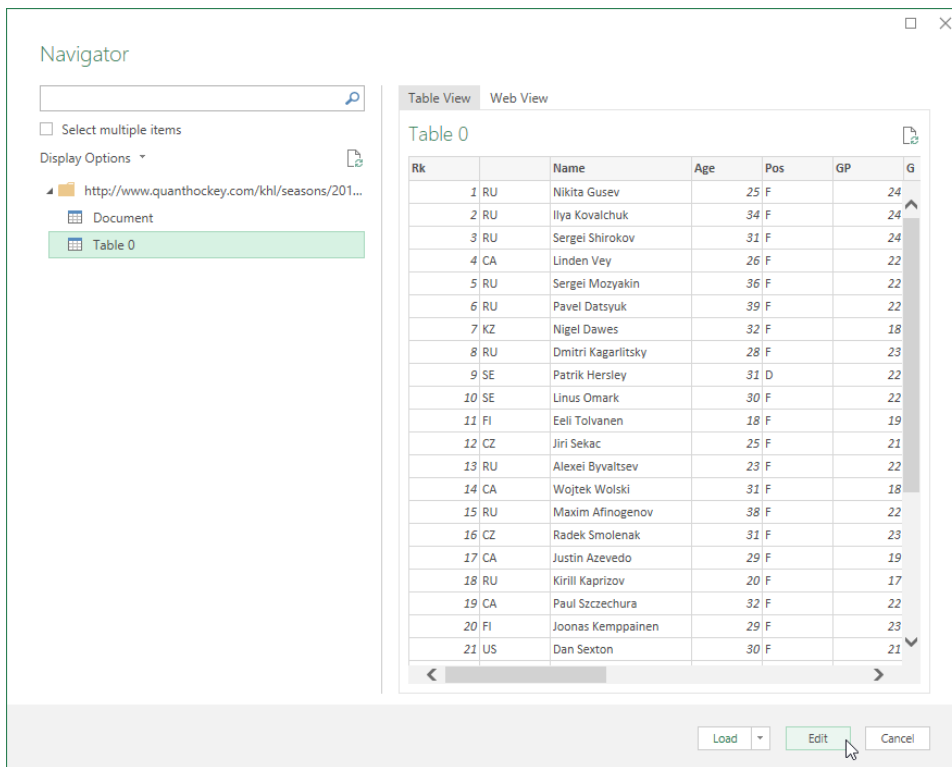 Navigator
Select multiple items
Display Options
http://www.quanthockey.com/khl/seasons/201...
Document
Table 0
Table View Web View
Table 0
Rk Name Age Pos GP G
1 RU Nikita Gusev 25 F 24
2 RU Ilya Kovalchuk 34 F 24
3 RU Sergei Shirokov 31 F 24
4 CA Linden Vey 26 F 22
5 RU Sergei Mozyakin 36 F 22
6 RU Pavel Datsyuk 39 F 22
7 KZ Nigel Dawes 32 F 18
8 RU Dmitri Kagarlitsky 28 F 23
9 SE Patrik Hersley 31 D 22
10 SE Linus Omark 30 F 22
11 FI Eeli Tolvanen 18 F 19
12 CZ Jiri Sekac 25 F 21
13 RU Alexei Byvaltsev 23 F 22
14 CA Wojtek Wolski 31 F 18
15 RU Maxim Afinogenov 38 F 22
16 CZ Radek Smolenak 31 F 23
17 CA Justin Azevedo 29 F 19
18 RU Kirill Kaprizov 20 F 17
19 CA Paul Szczechura 32 F 22
20 FI Joonas Kemppainen 29 F 23
21 US Dan Sexton 30 F 21
Load Edit Cancel